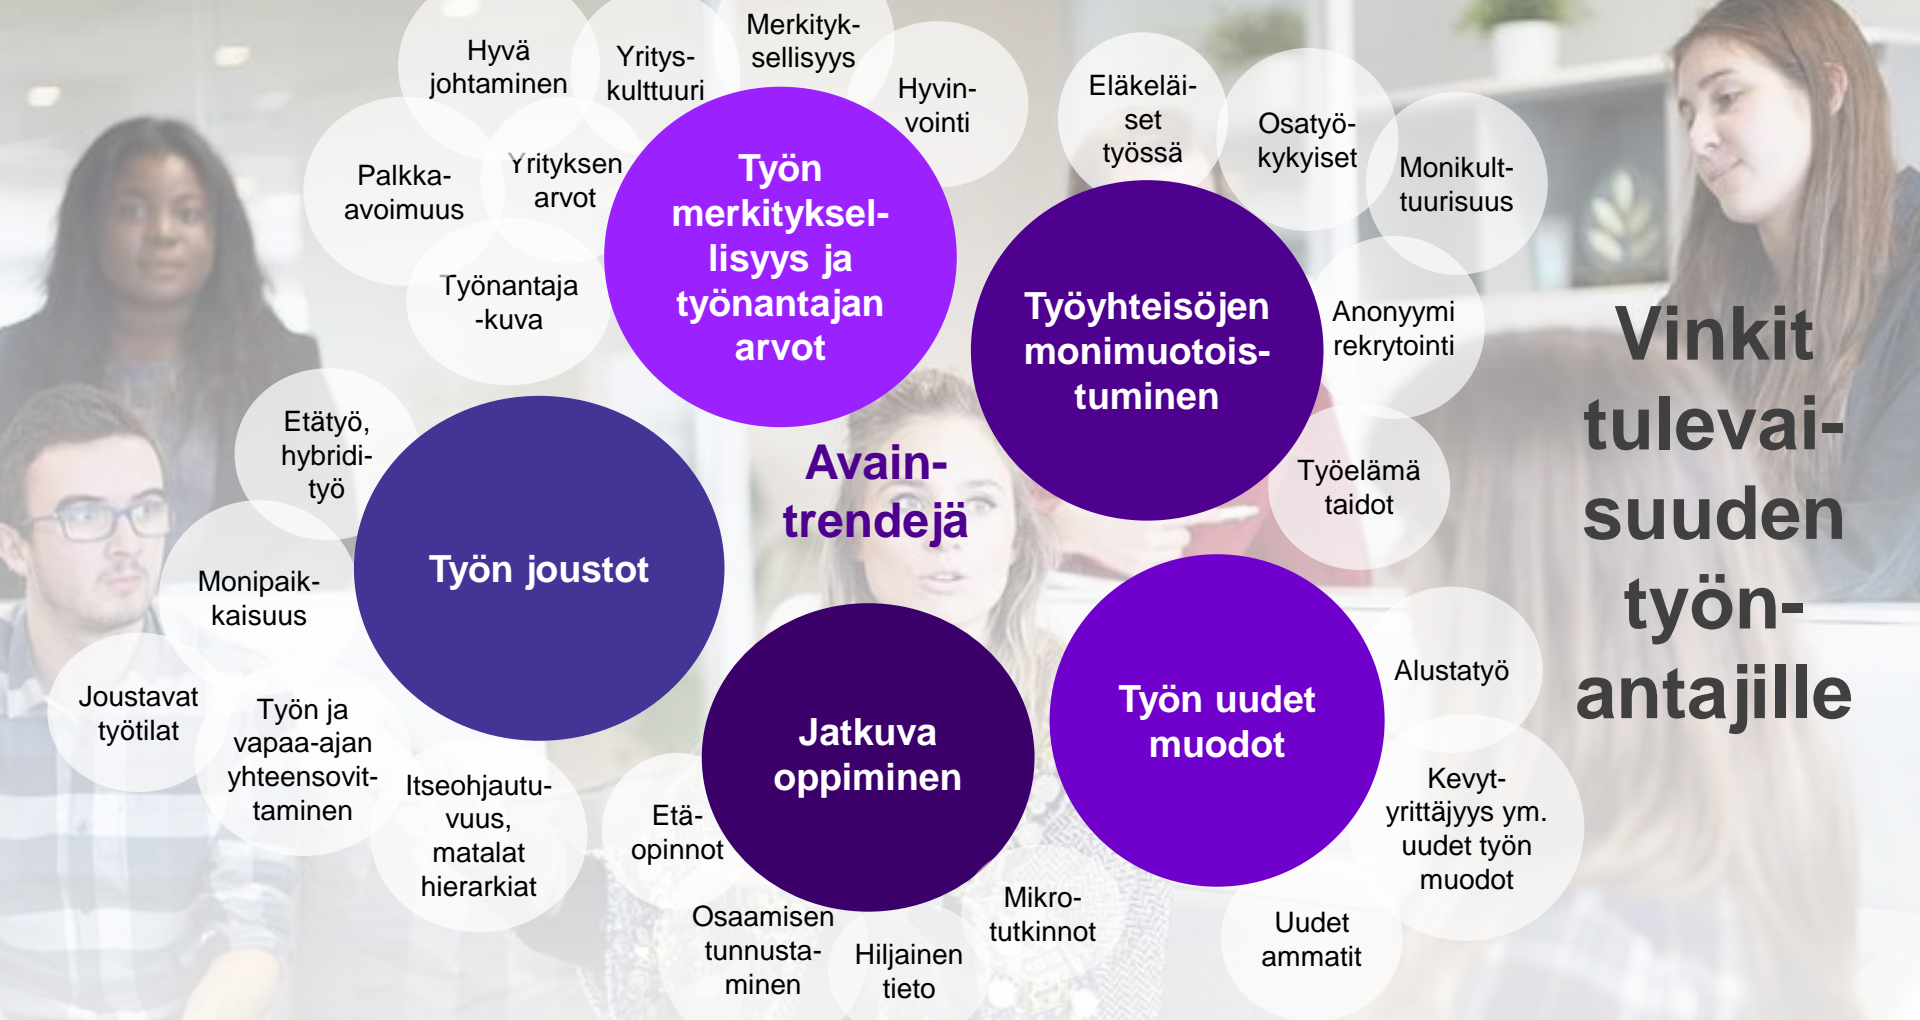 Merkityk-
sellisyys
Hyvä
johtaminen
Yritys-
kulttuuri
Hyvin-
vointi
Palkka-
avoimuus
Yrityksen
arvot
Työnantaja
-kuva
Työn
merkityksel-
lisyys ja
työnantajan
arvot
Eläkeläi-
set
työssä
Osatyö-
kykyiset
Monikult-
tuurisuus
Anonyymi
rekrytointi
Työelämä
taidot
Työyhteisöjen
monimuotois-
tuminen
Avain-
trendejä
Etätyö,
hybridi-
työ
Monipaik-
kaisuus
Joustavat
työtilat
Työn ja
vapaa-ajan
yhteensovit-
taminen
Itseohjautu-
vuus,
matalat
hierarkiat
Työn joustot
Jatkuva
oppiminen
Etä-
opinnot
Osaamisen
tunnusta-
minen
Hiljainen
tieto
Mikro-
tutkinnot
Työn uudet
muodot
Alustatyö
Kevyt-
yrittäjyys ym.
uudet työn
muodot
Uudet
ammatit
Vinkit
tulevai-
suuden
työn-
antajille